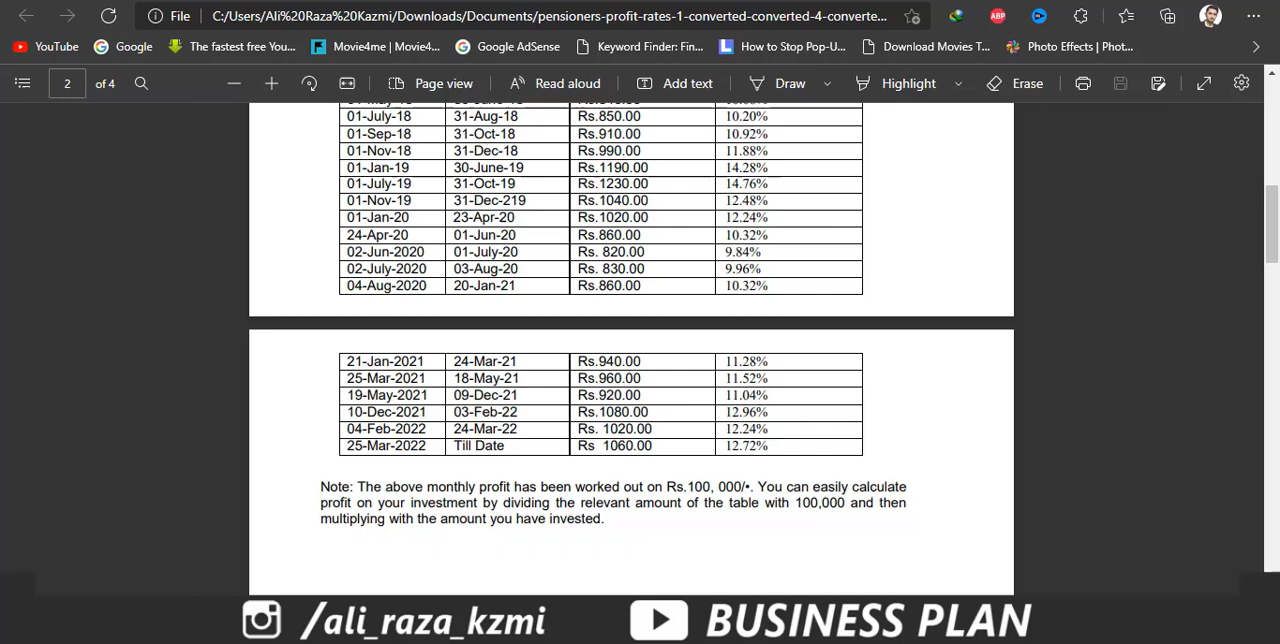 File C:/Users/Ali%20Raza%20Kazmi/Downloads/Documents/pensioners-profit-rates-1-converted-converted-4-converte...
YouTube Google The fastest free You... Movie4me | Movie4... Google AdSense Keyword Finder: Fin... How to Stop Pop-U... Download Movies T... Photo Effects | Phot...
2 of 4 Page view Read aloud Add text Draw Highlight Erase
01-July-18 31-Aug-18 Rs.850.00 10.20%
01-Sep-18 31-Oct-18 Rs.910.00 10.92%
01-Nov-18 31-Dec-18 Rs.990.00 11.88%
01-Jan-19 30-June-19 Rs.1190.00 14.28%
01-July-19 31-Oct-19 Rs.1230.00 14.76%
01-Nov-19 31-Dec-219 Rs.1040.00 12.48%
01-Jan-20 23-Apr-20 Rs.1020.00 12.24%
24-Apr-20 01-Jun-20 Rs.860.00 10.32%
02-Jun-2020 01-July-20 Rs. 820.00 9.84%
02-July-2020 03-Aug-20 Rs. 830.00 9.96%
04-Aug-2020 20-Jan-21 Rs.860.00 10.32%
21-Jan-2021 24-Mar-21 Rs.940.00 11.28%
25-Mar-2021 18-May-21 Rs.960.00 11.52%
19-May-2021 09-Dec-21 Rs.920.00 11.04%
10-Dec-2021 03-Feb-22 Rs.1080.00 12.96%
04-Feb-2022 24-Mar-22 Rs. 1020.00 12.24%
25-Mar-2022 Till Date Rs 1060.00 12.72%
Note: The above monthly profit has been worked out on Rs.100, 000/•. You can easily calculate
profit on your investment by dividing the relevant amount of the table with 100,000 and then
multiplying with the amount you have invested.
/ali_raza_kzmi BUSINESS PLAN